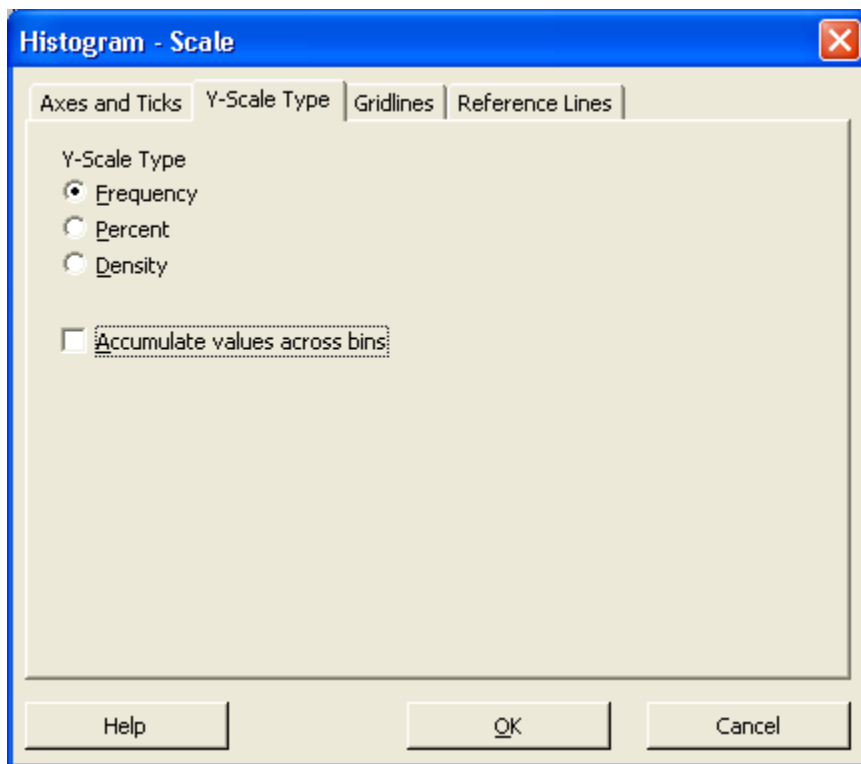 Histogram - Scale
Axes and Ticks Y-Scale Type Gridlines Reference Lines
Y-Scale Type
Frequency
Percent
Density
Accumulate values across bins
Help OK Cancel